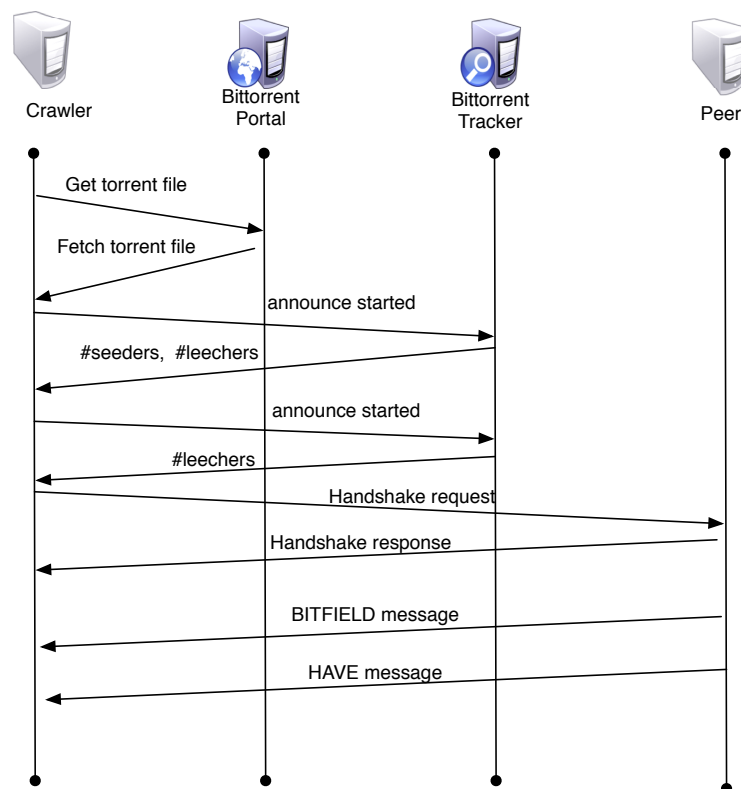 Crawler
Bittorrent
Portal
Bittorrent
Tracker
Peer
Get torrent file
Fetch torrent file
announce started
#seeders, #leechers
announce started
#leechers
Handshake request
Handshake response
BITFIELD message
HAVE message